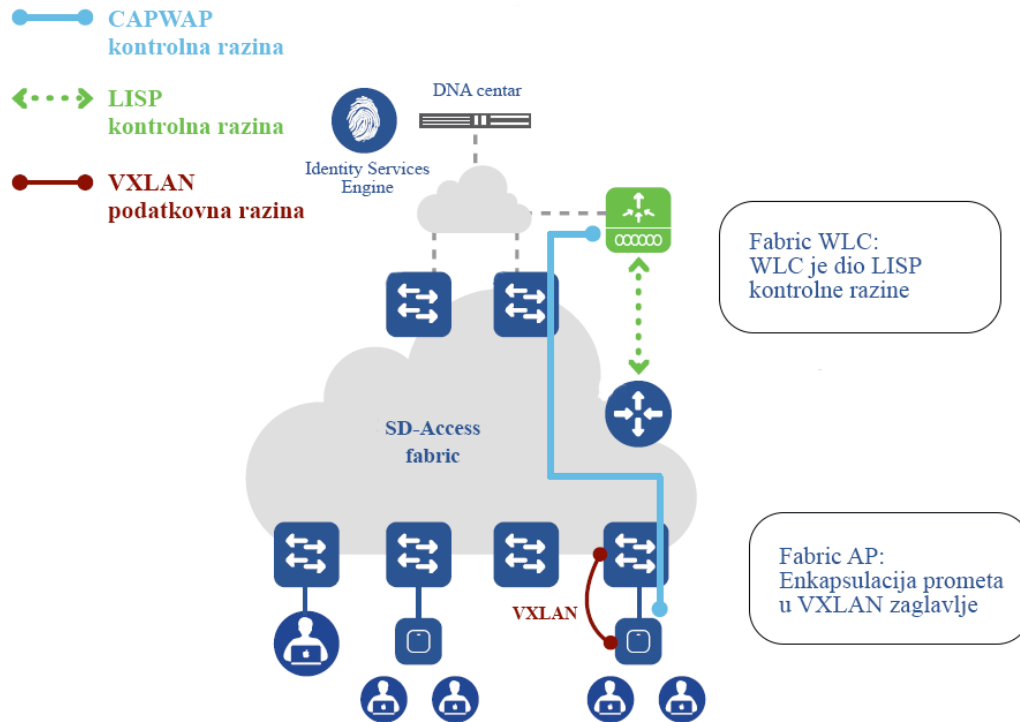 CAPWAP
kontrolna razina
LISP
kontrolna razina
VXLAN
podatkovna razina
DNA centar
Identity Services
Engine
Fabric WLC:
WLC je dio LISP
kontrolne razine
SD-Access
fabric
Fabric AP:
Enkapsulacija prometa
u VXLAN zaglavlje
VXLAN